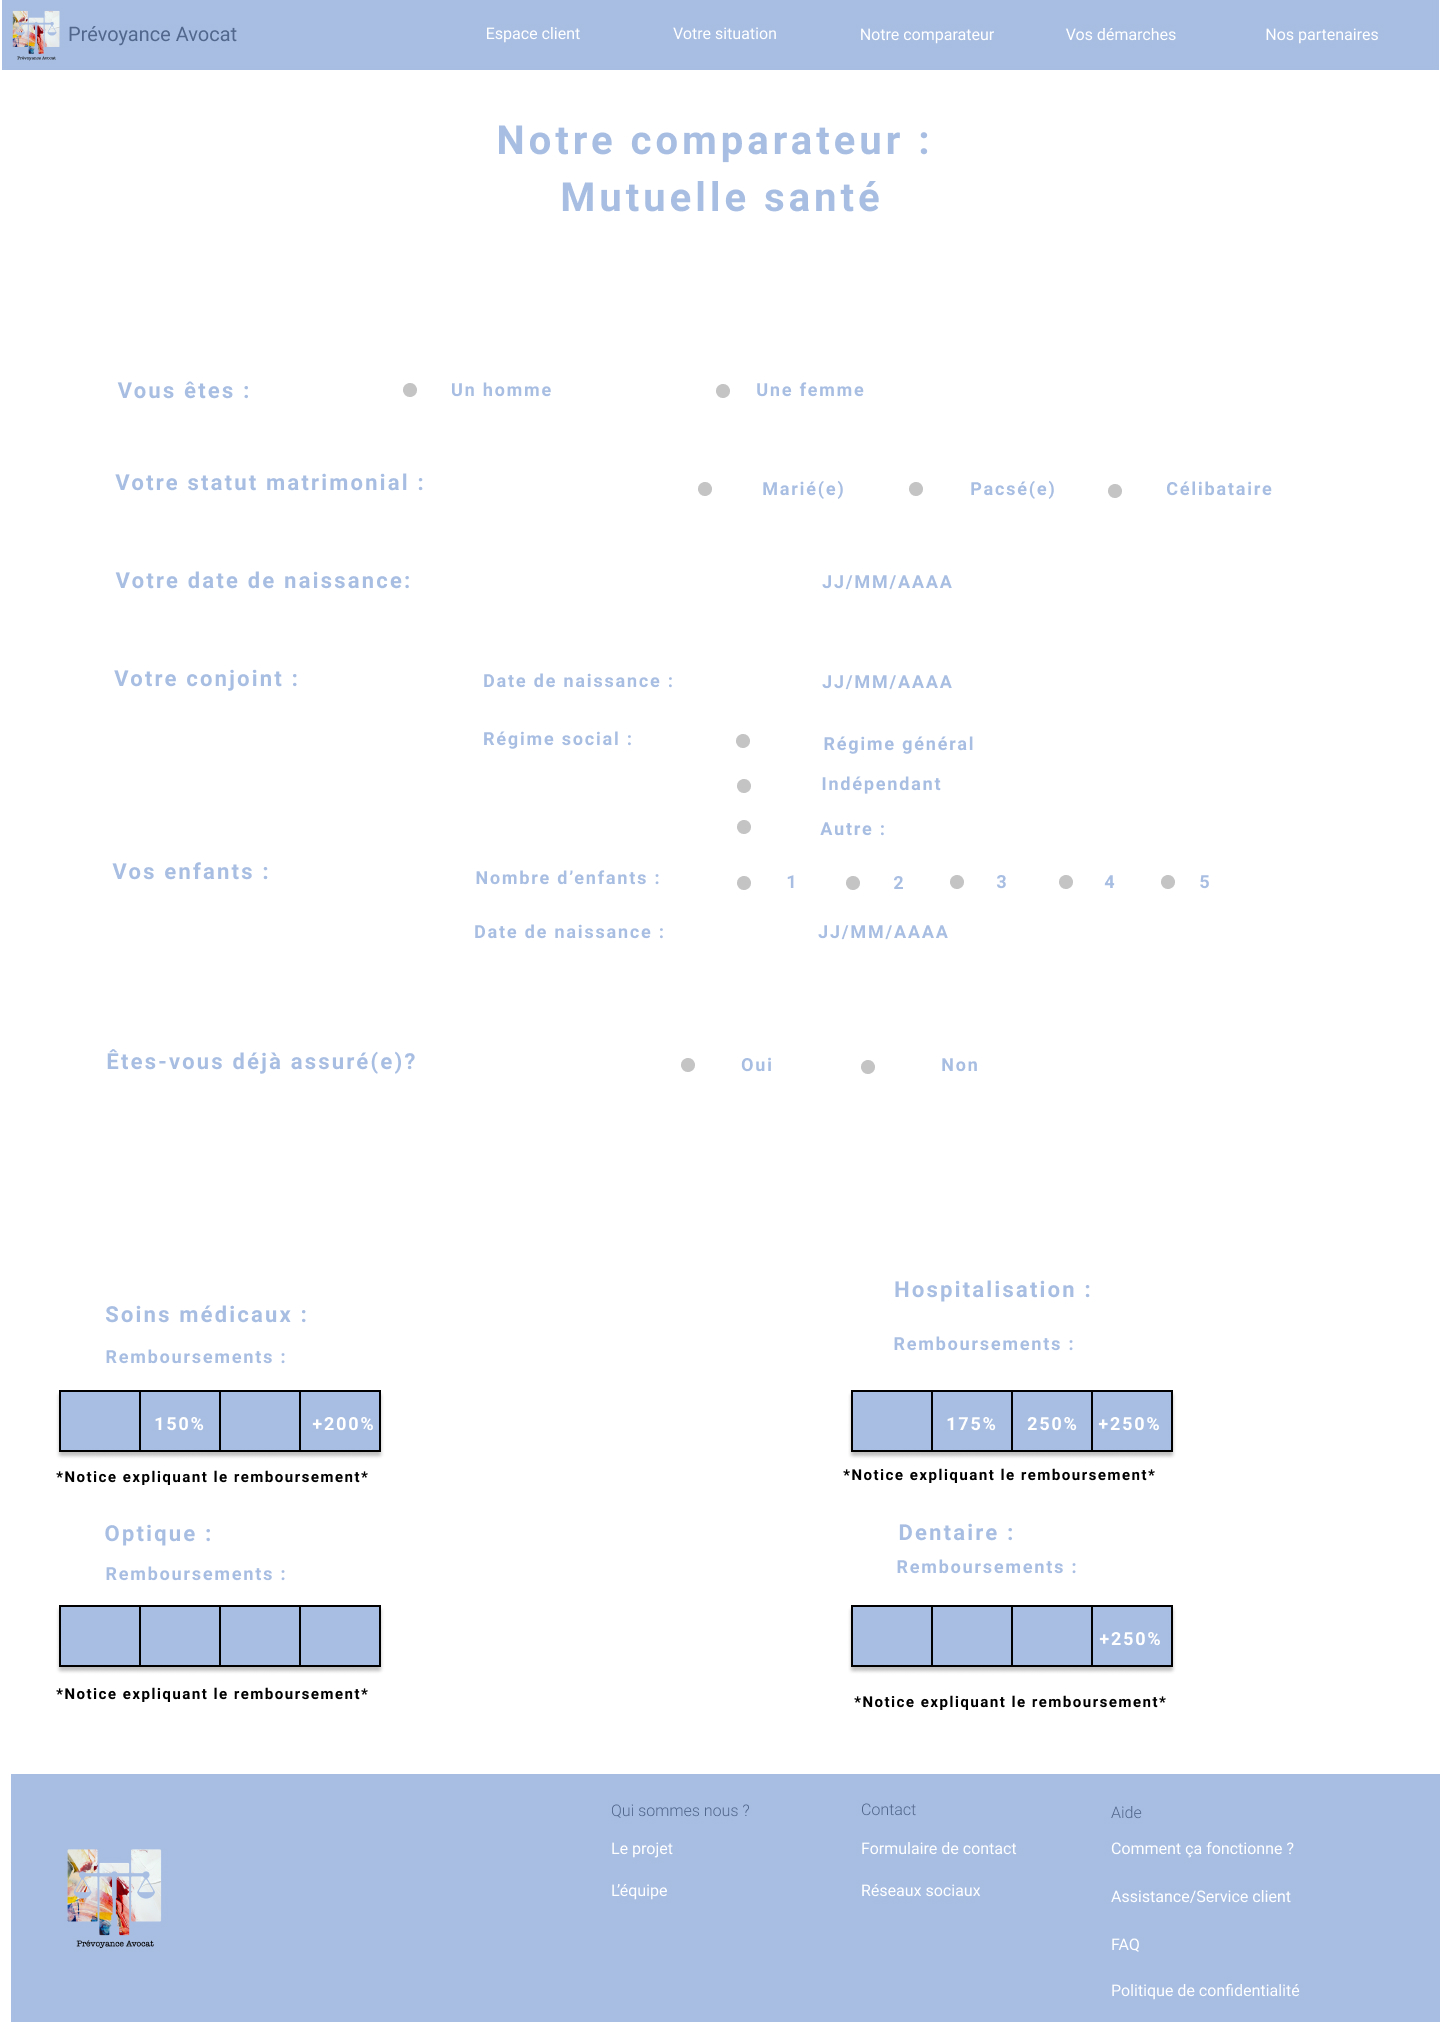 Prévoyance Avocat
Prévoyance Avocat
Espace client
Votre situation
Notre comparateur
Vos démarches
Nos partenaires
Notre comparateur :
Mutuelle santé
Vous êtes :
Un homme
Une femme
Votre statut matrimonial :
Marié(e)
Pacsé(e)
Célibataire
Votre date de naissance:
JJ/MM/AAAA
Votre conjoint :
Date de naissance :
JJ/MM/AAAA
Régime social :
Régime général
Indépendant
Autre :
Vos enfants :
Nombre d’enfants :
1
2
3
4
5
Date de naissance :
JJ/MM/AAAA
Êtes-vous déjà assuré(e)?
Oui
Non
Soins médicaux :
Remboursements :
150%
+200%
*Notice expliquant le remboursement*
Hospitalisation :
Remboursements :
175%
250%
+250%
*Notice expliquant le remboursement*
Optique :
Remboursements :
*Notice expliquant le remboursement*
Dentaire :
Remboursements :
+250%
*Notice expliquant le remboursement*
Prévoyance Avocat
Qui sommes nous ?
Le projet
L’équipe
Contact
Formulaire de contact
Réseaux sociaux
Aide
Comment ça fonctionne ?
Assistance/Service client
FAQ
Politique de confidentialité